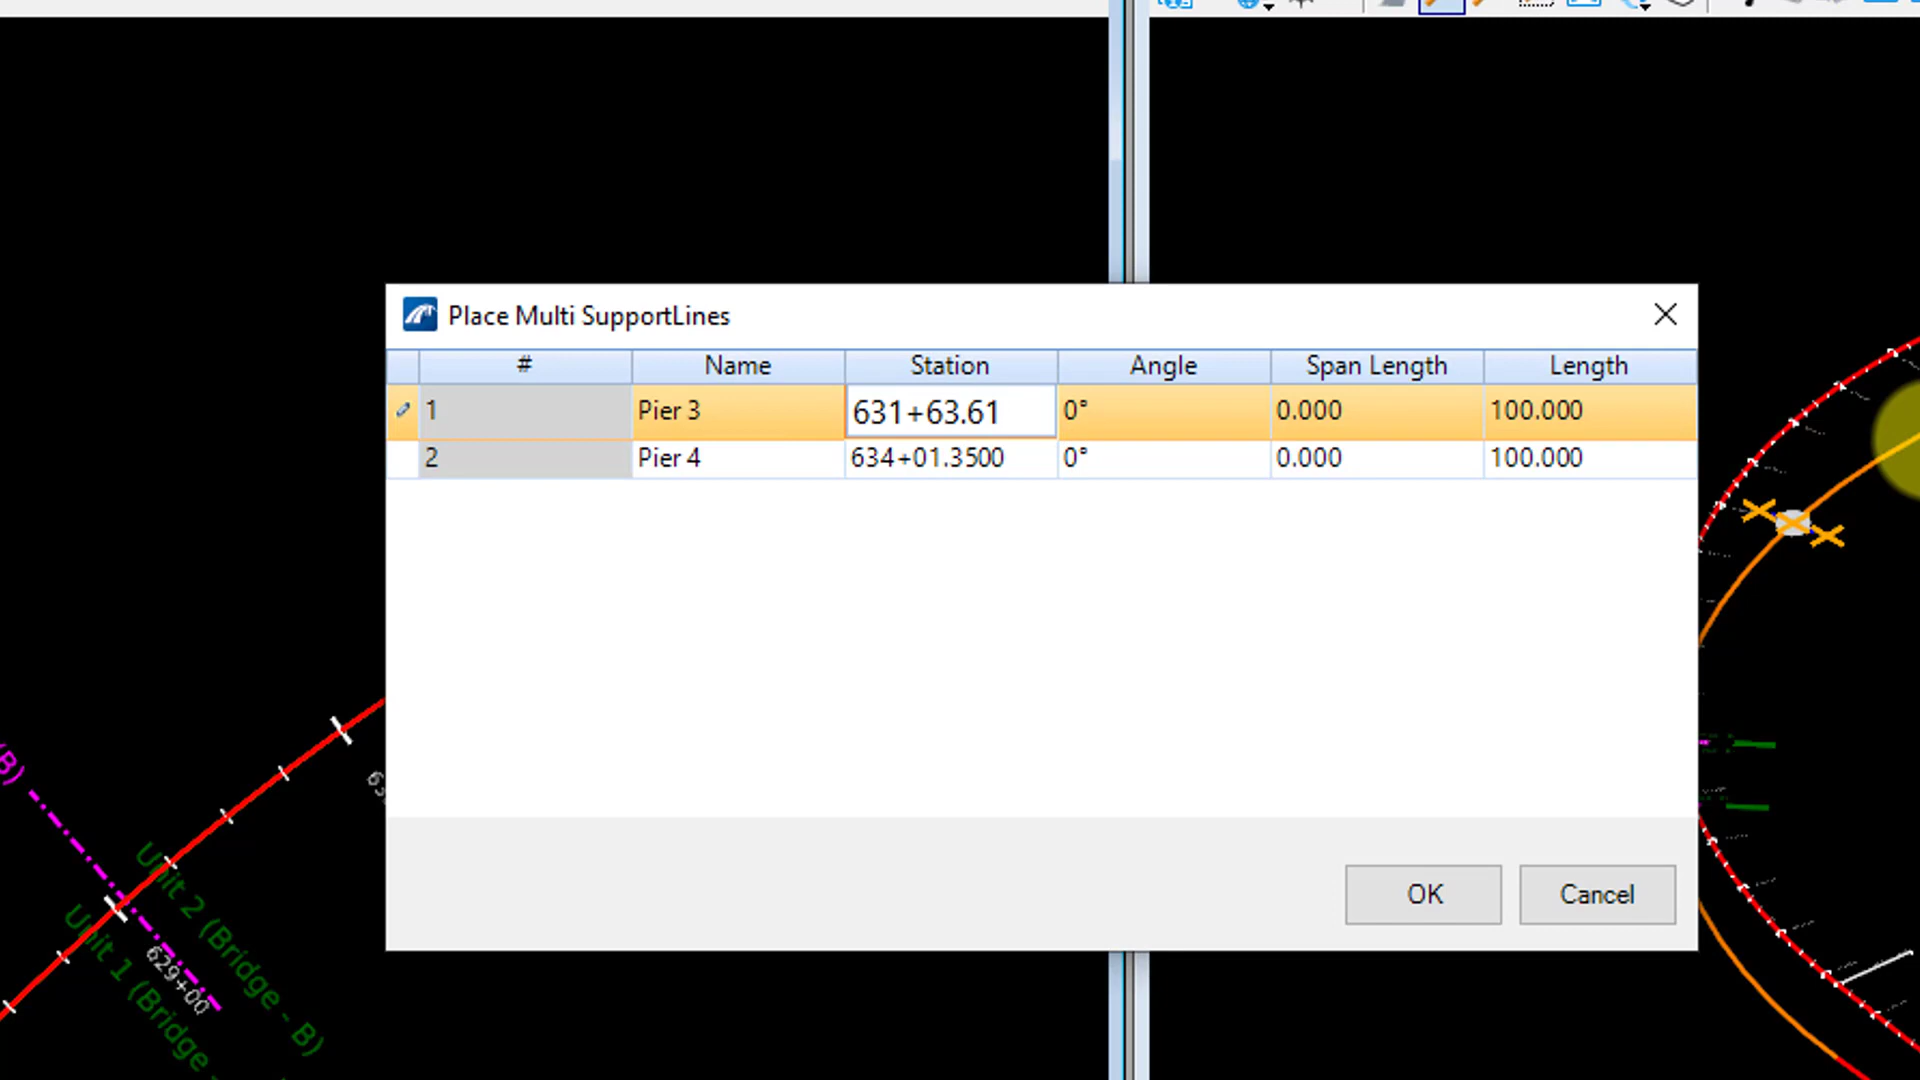 Place Multi SupportLines
# Name Station Angle Span Length Length
1 Pier 3 631+63.61 0° 0.000 100.000
2 Pier 4 634+01.3500 0° 0.000 100.000
OK Cancel
B)
Unit 2 (Bridge - B)
Unit 1 (Bridge -
629+00